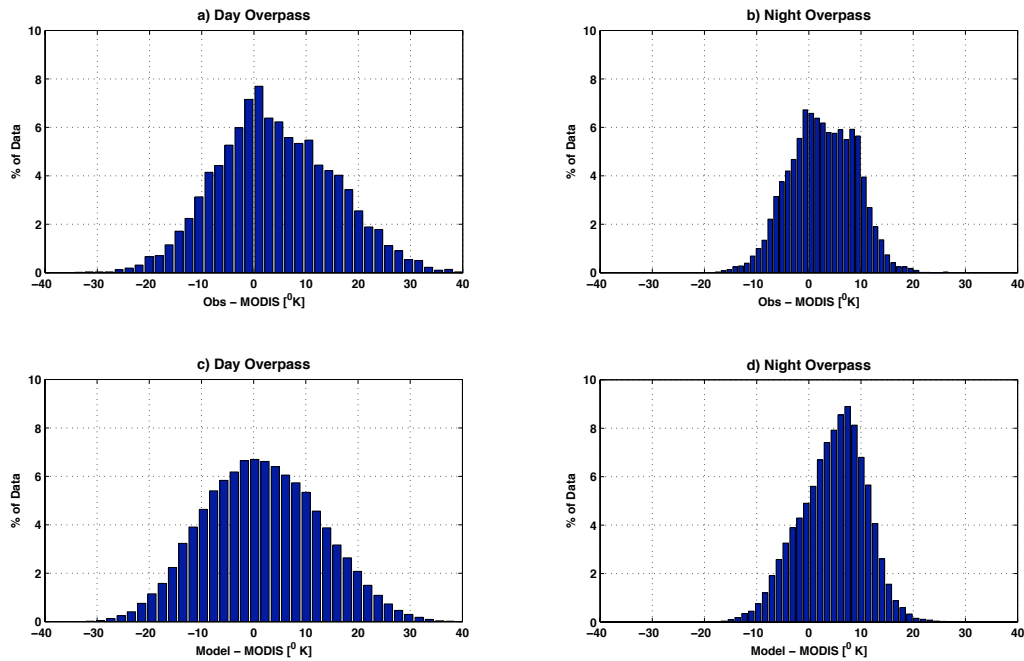 a) Day Overpass
10
8
6
4
2
0
% of Data
−40 −30 −20 −10 0 10 20 30 40
Obs − MODIS [⁰K]
b) Night Overpass
10
8
6
4
2
0
% of Data
−40 −30 −20 −10 0 10 20 30 40
Obs − MODIS [⁰K]
c) Day Overpass
10
8
6
4
2
0
% of Data
−40 −30 −20 −10 0 10 20 30 40
Model − MODIS [⁰ K]
d) Night Overpass
10
8
6
4
2
0
% of Data
−40 −30 −20 −10 0 10 20 30 40
Model − MODIS [⁰ K]